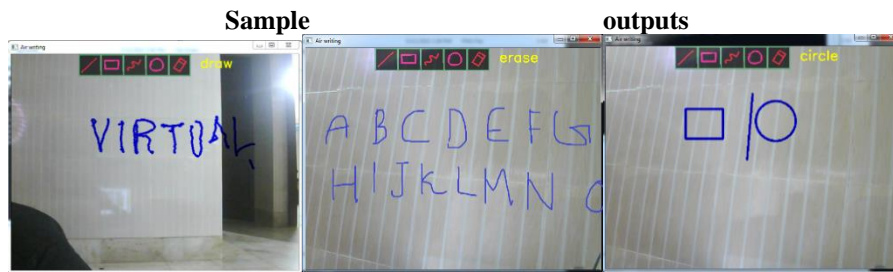 Sample outputs
Air writing
draw
VIRTUAL
Air writing
erase
A B C D E F G
H I J K L M N O
Air writing
circle